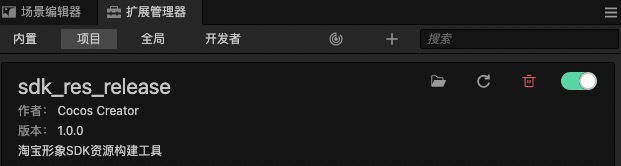 场景编辑器 扩展管理器
内置 项目 全局 开发者 搜索
sdk_res_release
作者： Cocos Creator
版本： 1.0.0
淘宝形象SDK资源构建工具